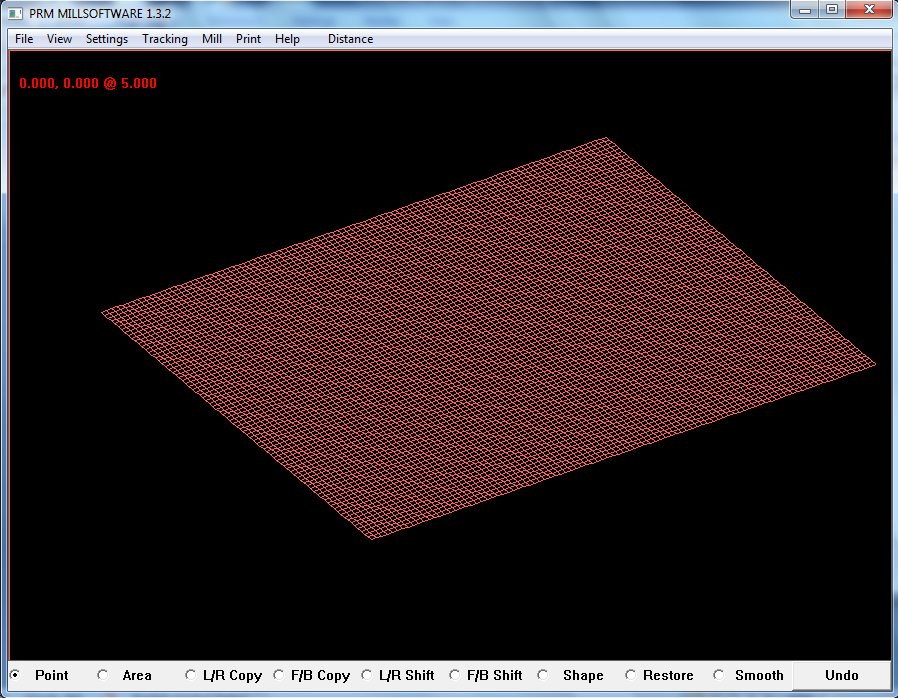 PRM MILLSOFTWARE 1.3.2
File View Settings Tracking Mill Print Help Distance
0.000, 0.000 @ 5.000
Point Area L/R Copy F/B Copy L/R Shift F/B Shift Shape Restore Smooth Undo